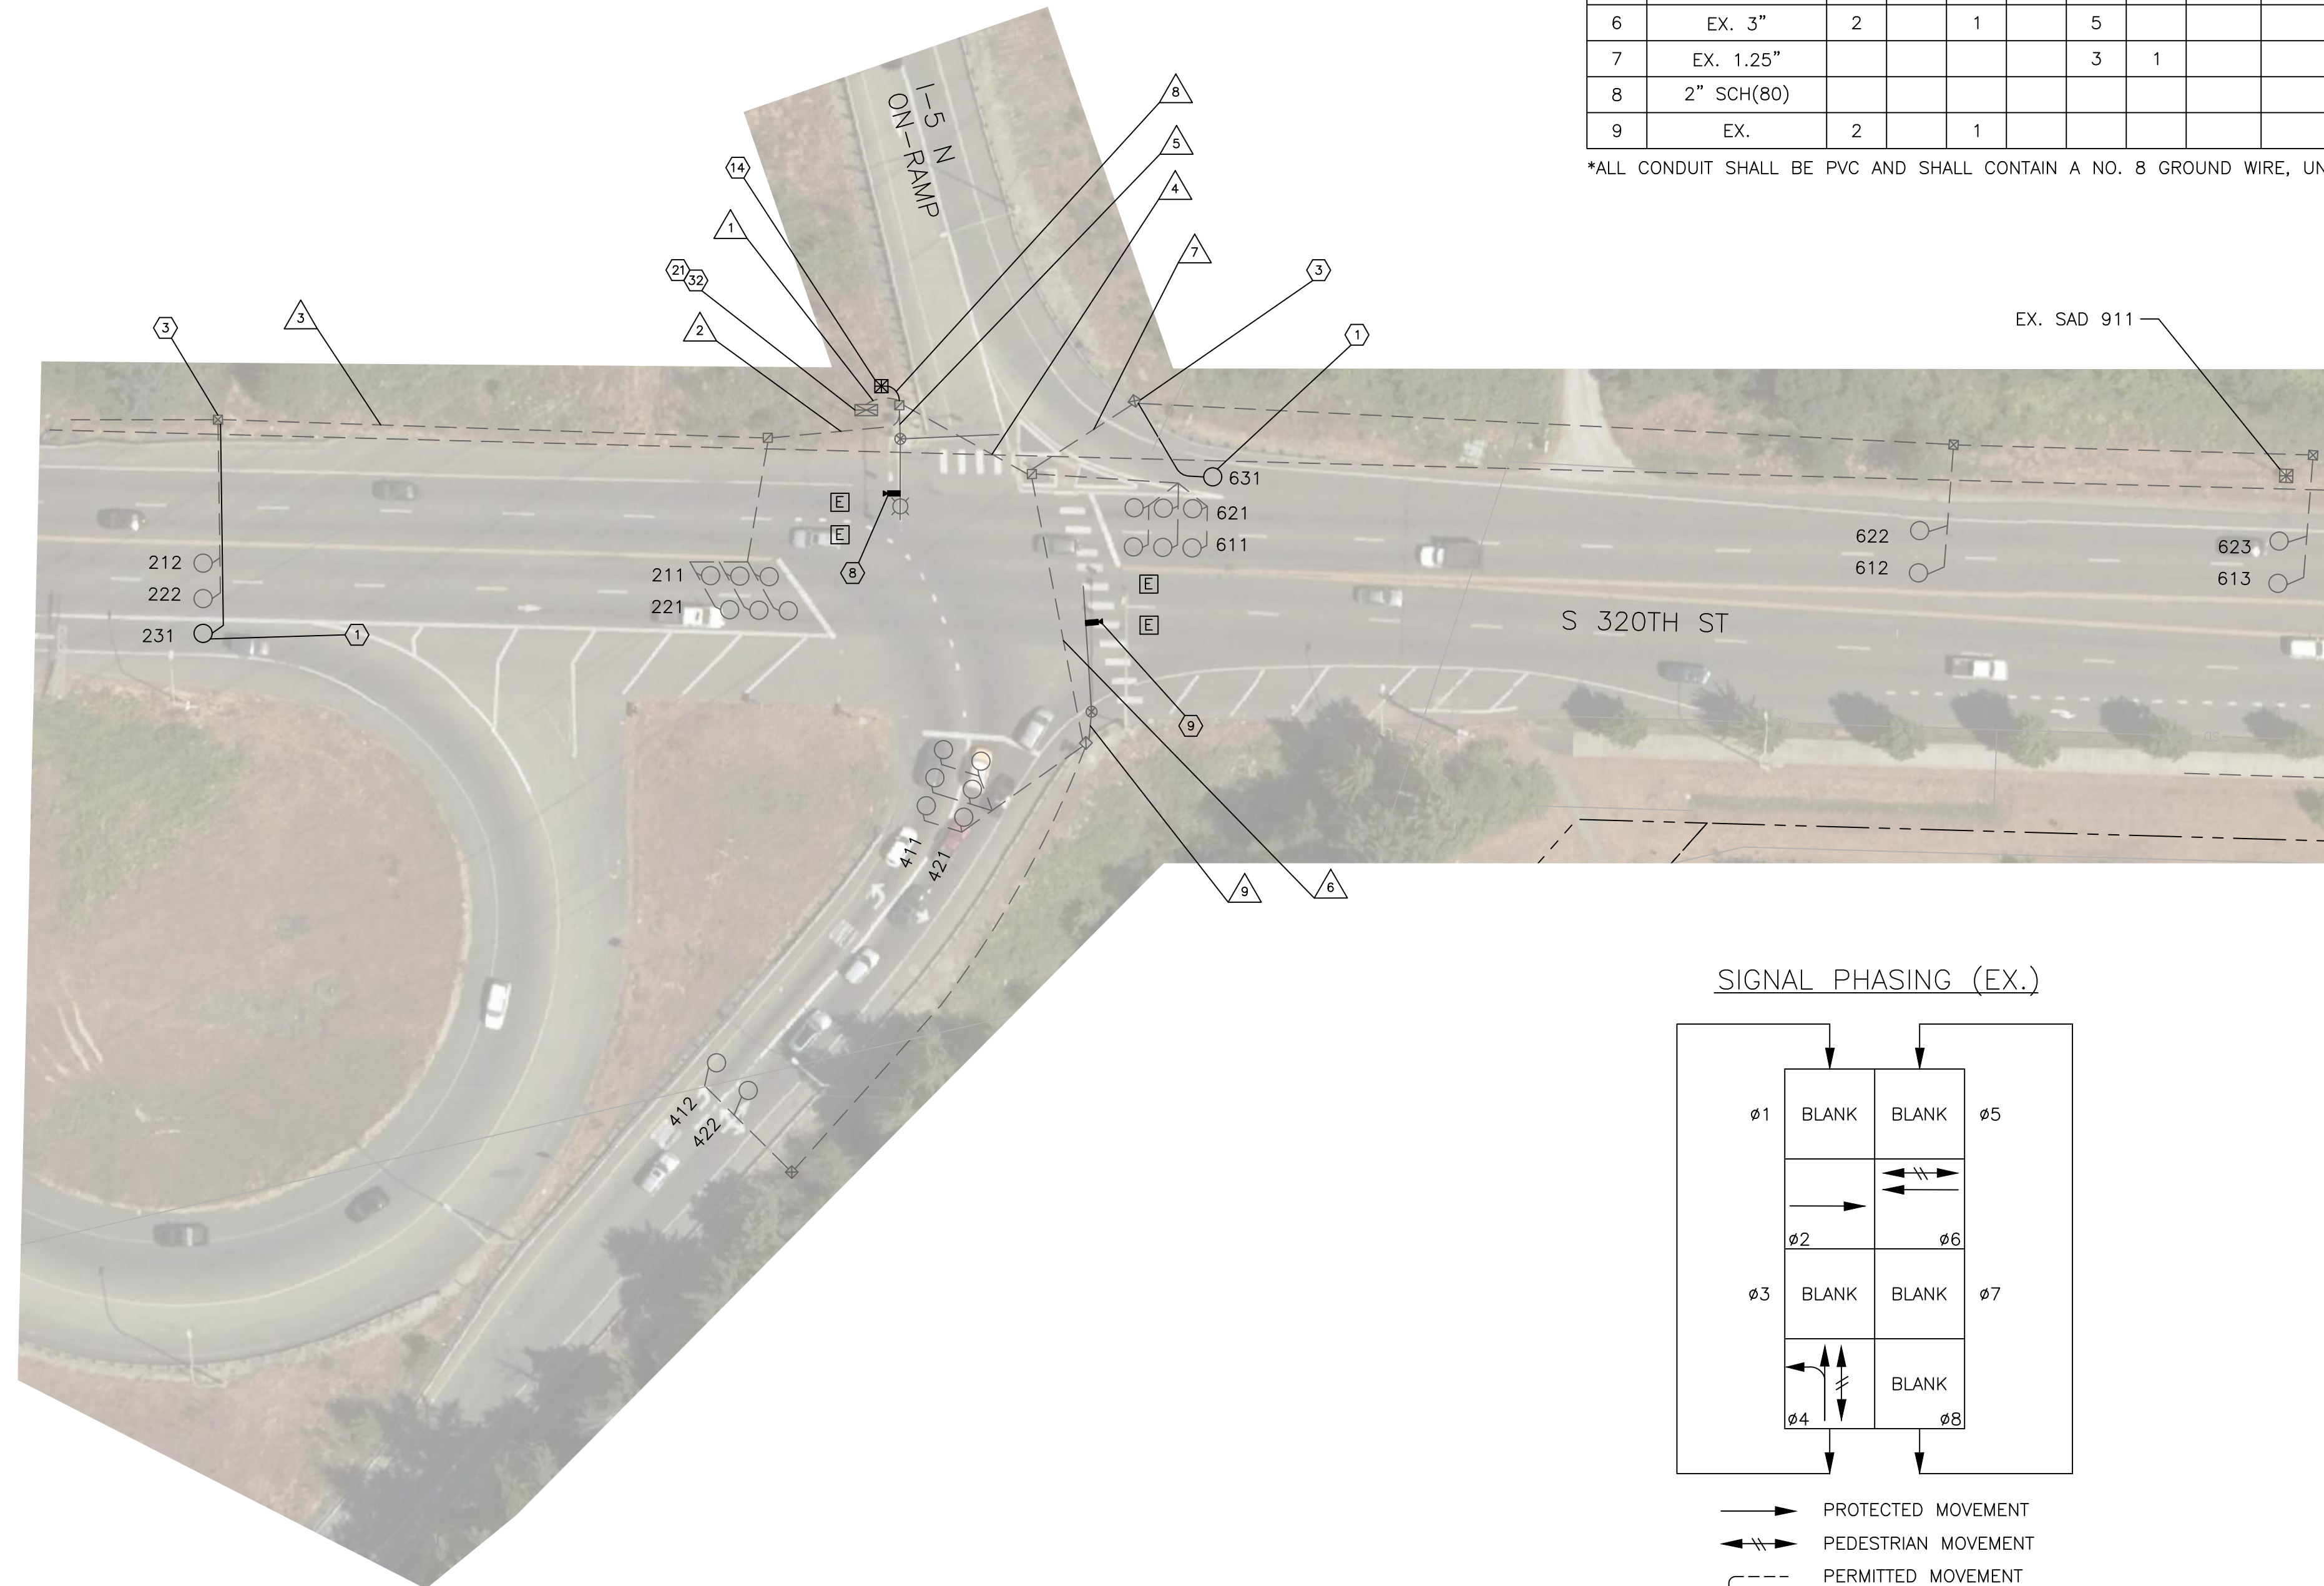 6 EX. 3" 2 1 5
7 EX. 1.25" 3 1
8 2" SCH(80)
9 EX. 2 1
*ALL CONDUIT SHALL BE PVC AND SHALL CONTAIN A NO. 8 GROUND WIRE, UN
I-5 N
ON-RAMP
8
5
4
14
1
7
21
32
3
2
3
3
1
EX. SAD 911
631
E
621
E
611
622
612
623
613
212
222
231
1
211
221
8
E
E
S 320TH ST
9
411
421
9
6
412
422
OS
SIGNAL PHASING (EX.)
ø1 BLANK BLANK ø5
ø2 ø6
ø3 BLANK BLANK ø7
BLANK
ø4 ø8
PROTECTED MOVEMENT
PEDESTRIAN MOVEMENT
PERMITTED MOVEMENT